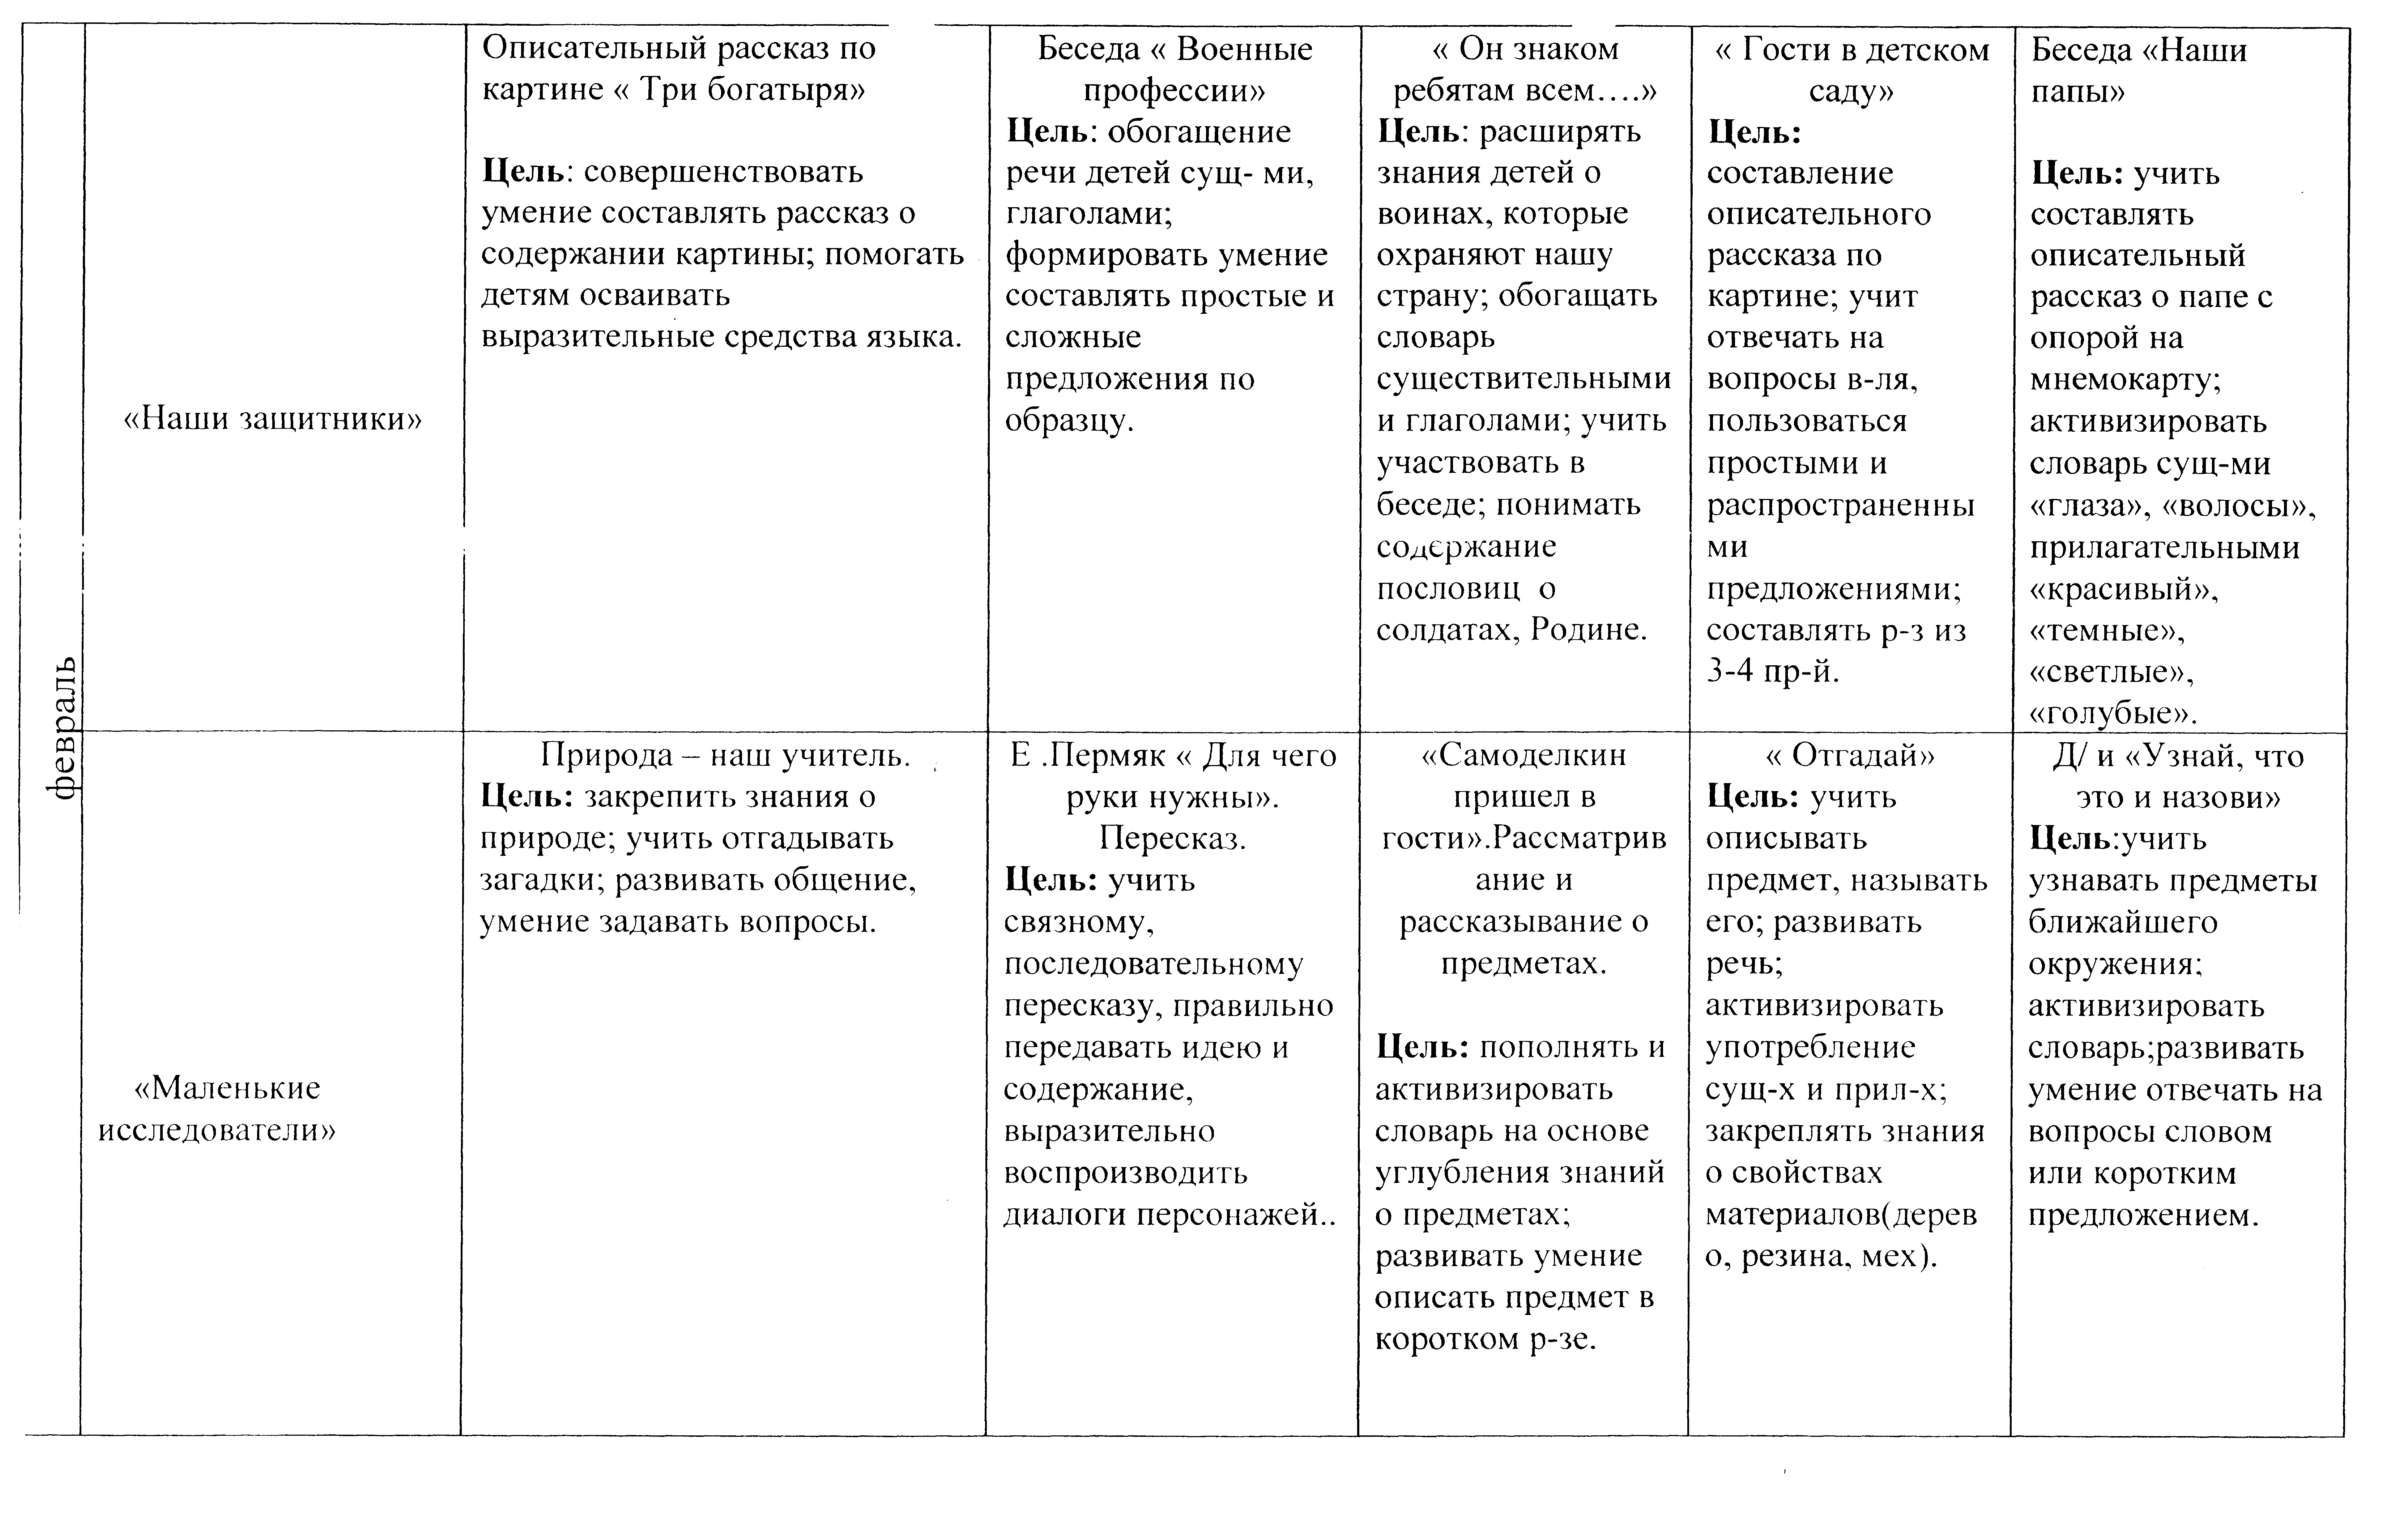 февраль
«Наши защитники»
Описательный рассказ по
картине « Три богатыря»
Цель: совершенствовать
умение составлять рассказ о
содержании картины; помогать
детям осваивать
выразительные средства языка.
Беседа « Военные
профессии»
Цель: обогащение
речи детей сущ- ми,
глаголами;
формировать умение
составлять простые и
сложные
предложения по
образцу.
« Он знаком
ребятам всем….»
Цель: расширять
знания детей о
воинах, которые
охраняют нашу
страну; обогащать
словарь
существительными
и глаголами; учить
участвовать в
беседе; понимать
содержание
пословиц о
солдатах, Родине.
« Гости в детском
саду»
Цель:
составление
описательного
рассказа по
картине; учит
отвечать на
вопросы в-ля,
пользоваться
простыми и
распространенны
ми
предложениями;
составлять р-з из
3-4 пр-й.
Беседа «Наши
папы»
Цель: учить
составлять
описательный
рассказ о папе с
опорой на
мнемокарту;
активизировать
словарь сущ-ми
«глаза», «волосы»,
прилагательными
«красивый»,
«темные»,
«светлые»,
«голубые».
«Маленькие
исследователи»
Природа – наш учитель.
Цель: закрепить знания о
природе; учить отгадывать
загадки; развивать общение,
умение задавать вопросы.
Е .Пермяк « Для чего
руки нужны».
Пересказ.
Цель: учить
связному,
последовательному
пересказу, правильно
передавать идею и
содержание,
выразительно
воспроизводить
диалоги персонажей..
«Самоделкин
пришел в
гости».Рассматрив
ание и
рассказывание о
предметах.
Цель: пополнять и
активизировать
словарь на основе
углубления знаний
о предметах;
развивать умение
описать предмет в
коротком р-зе.
« Отгадай»
Цель: учить
описывать
предмет, называть
его; развивать
речь;
активизировать
употребление
сущ-х и прил-х;
закреплять знания
о свойствах
материалов(дерев
о, резина, мех).
Д/ и «Узнай, что
это и назови»
Цель:учить
узнавать предметы
ближайшего
окружения;
активизировать
словарь;развивать
умение отвечать на
вопросы словом
или коротким
предложением.